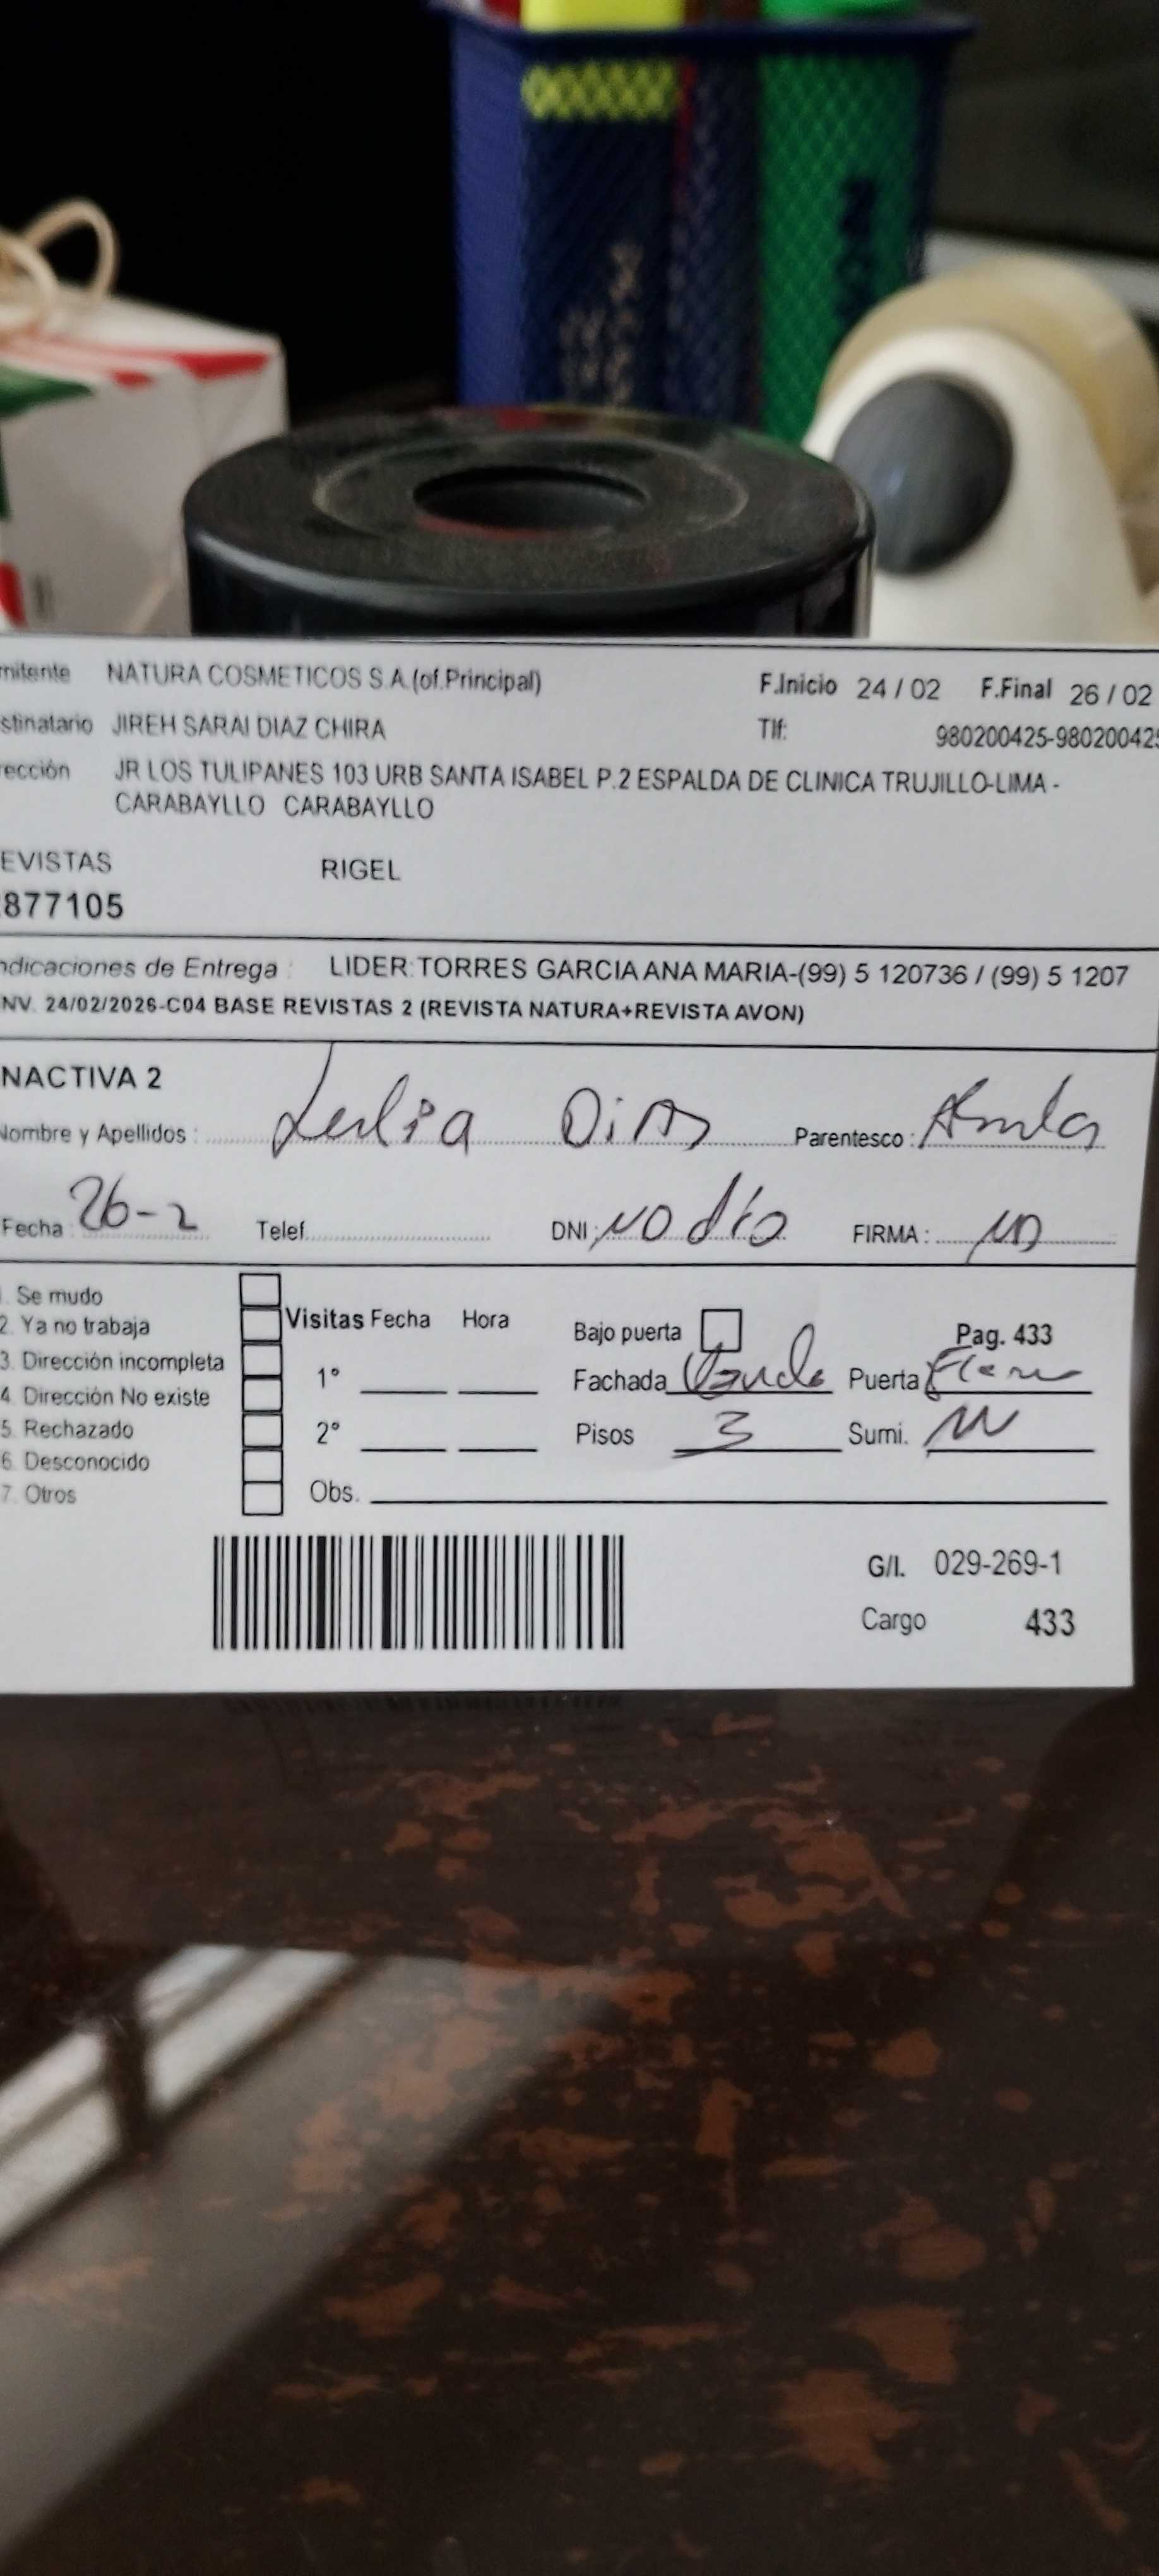 mitente NATURA COSMETICOS S.A.(of.Principal) F.Inicio 24 / 02 F.Final 26 / 02
stinatario JIREH SARAI DIAZ CHIRA Tlf: 980200425-98020042
rección JR LOS TULIPANES 103 URB SANTA ISABEL P.2 ESPALDA DE CLINICA TRUJILLO-LIMA -
CARABAYLLO CARABAYLLO
EVISTAS RIGEL
877105
ndicaciones de Entrega : LIDER:TORRES GARCIA ANA MARIA-(99) 5 120736 / (99) 5 1207
NV. 24/02/2026-C04 BASE REVISTAS 2 (REVISTA NATURA+REVISTA AVON)
NACTIVA 2
Nombre y Apellidos : Parentesco :
Fecha : 26-2 Telef. DNI : NO dio FIRMA :
1. Se mudo
2. Ya no trabaja Visitas Fecha Hora Bajo puerta Pag. 433
3. Dirección incompleta 1° Fachada Puerta
4. Dirección No existe
5. Rechazado 2° Pisos 3 Sumi.
6. Desconocido
7. Otros Obs.
G/I. 029-269-1
Cargo 433